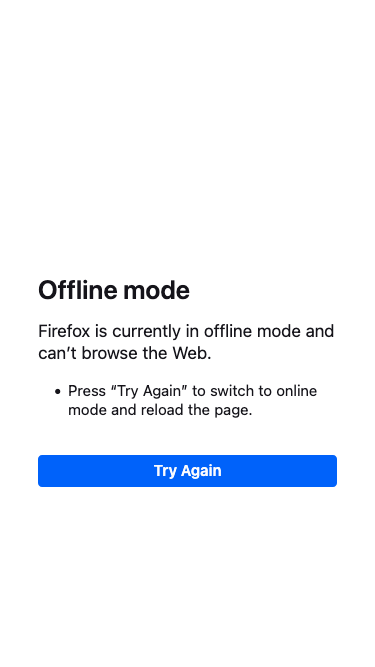 Offline mode
Firefox is currently in offline mode and
can’t browse the Web.
• Press “Try Again” to switch to online
mode and reload the page.
Try Again